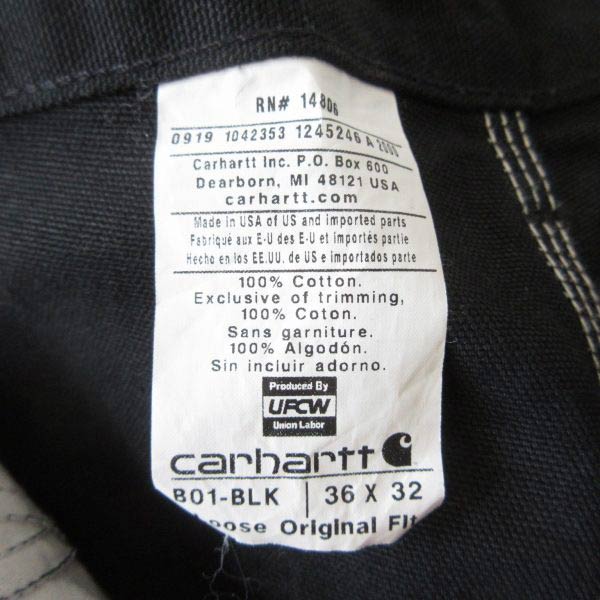 RN# 14806
0919 1042353 1245246 A 2000
Carhartt Inc. P.O. Box 600
Dearborn, MI 48121 USA
carhartt.com
Made in USA of US and imported parts
Fabriqué aux E-U des E-U et importés partie
Hecho en los EE.UU. de US e importados parte
100% Cotton.
Exclusive of trimming,
100% Coton.
Sans garniture.
100% Algodón.
Sin incluir adorno.
Produced By
UFCW
Union Labor
carhartt
B01-BLK 36 X 32
Original Fit